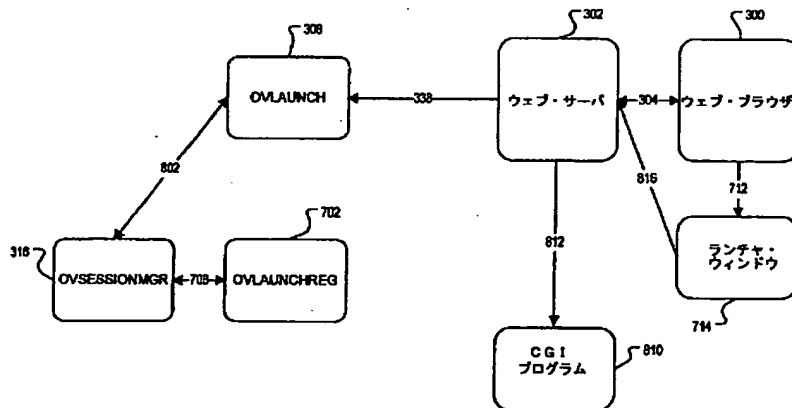 308
302
300
OVLAUNCH
338
ウェブ・サーバ
304
ウェブ・ブラウザ
802
816
712
702
812
316
OVSESSIONMGR
703
OVLAUNCHREG
ランチャ・
ウィンドウ
714
CGI
プログラム
810